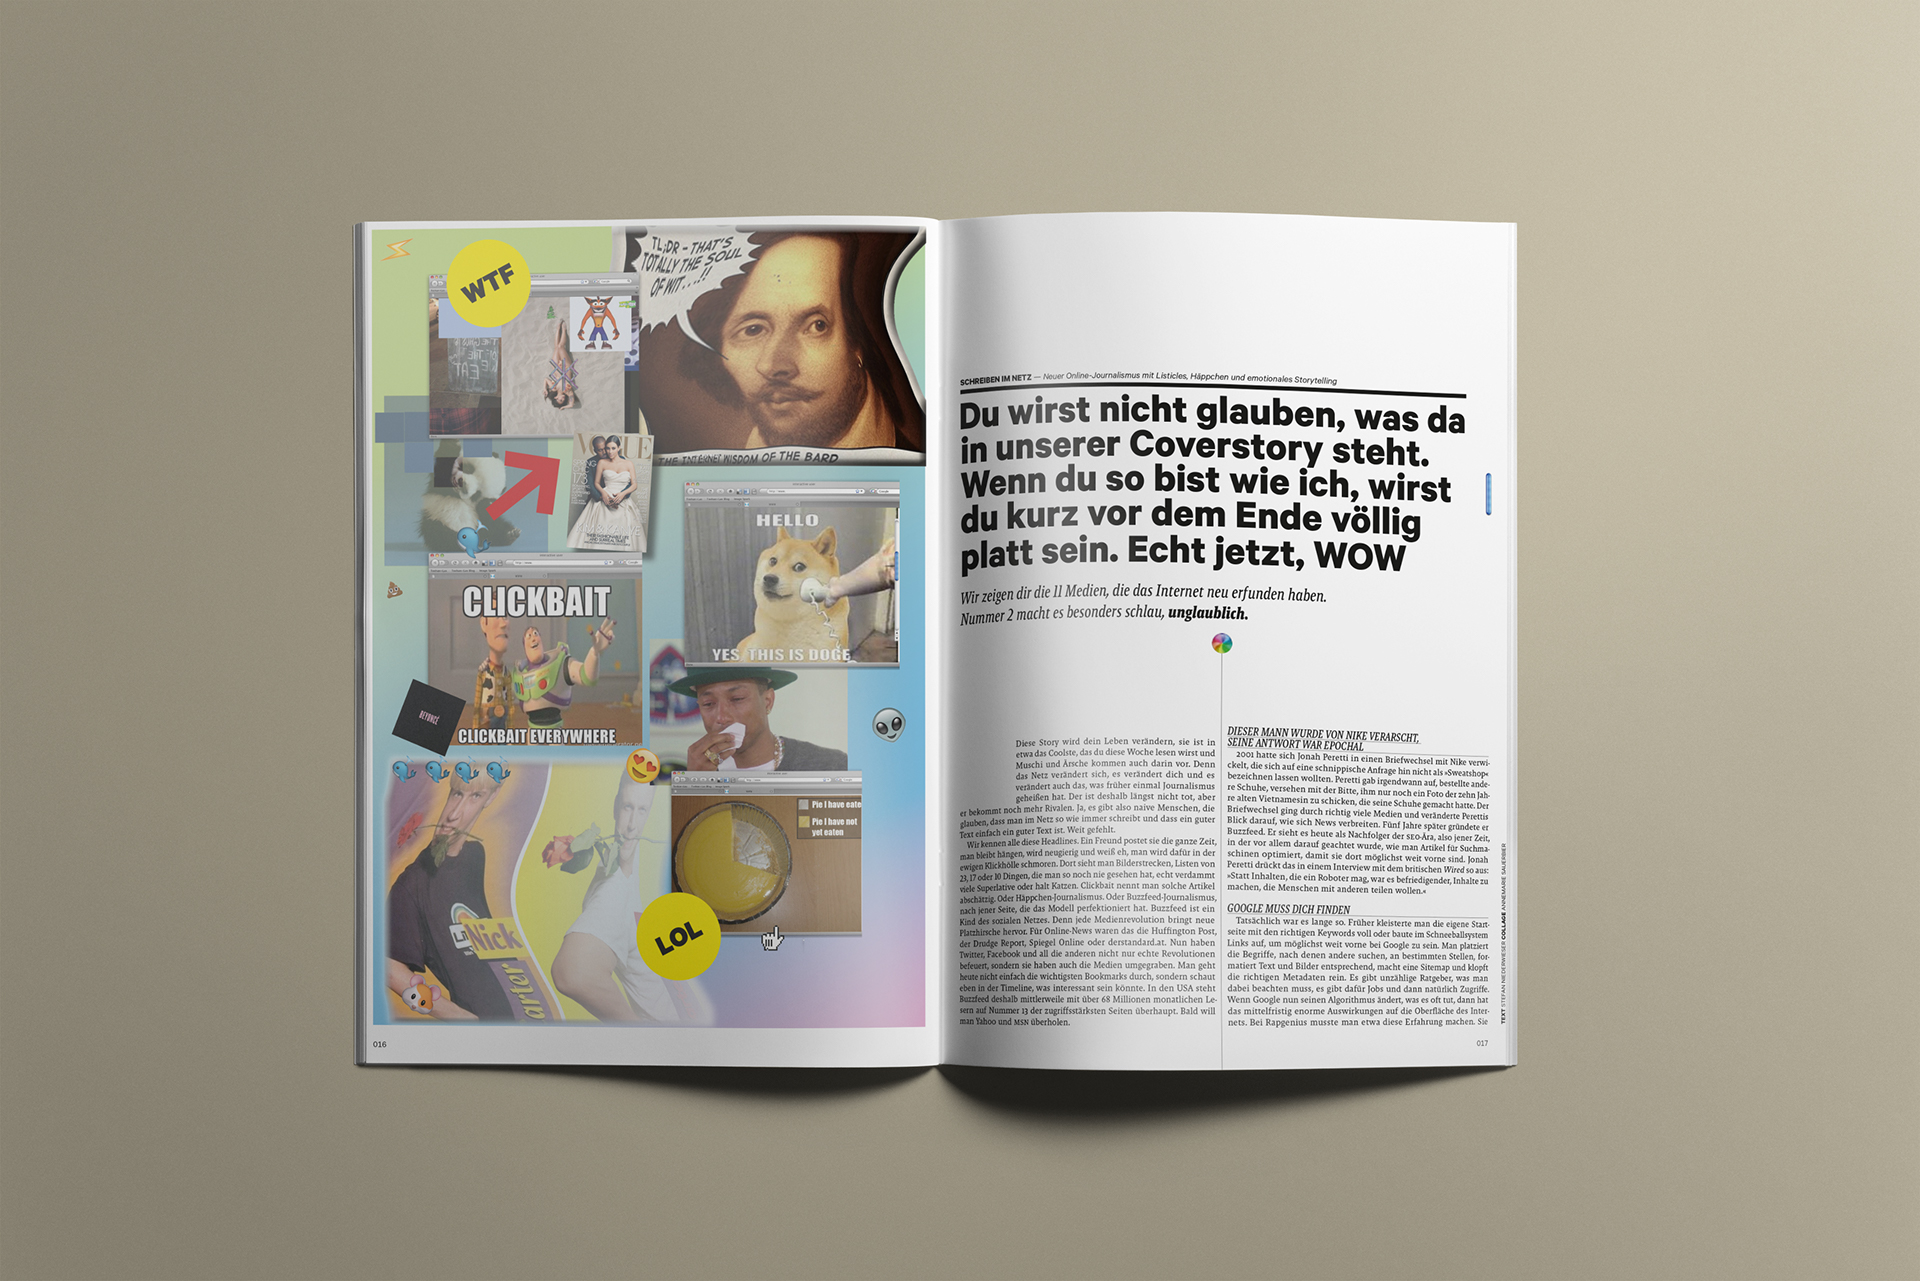 WTF
TL;DR – THAT'S
TOTALLY THE SOUL
OF WIT...!!
THE INTERNET WISDOM OF THE BARD
VOGUE
HELLO
YES, THIS IS DOGE
CLICKBAIT
CLICKBAIT EVERYWHERE
BEYONCÉ
Pie I have eaten
Pie I have not
yet eaten
Nick
arter
LOL
016
SCHREIBEN IM NETZ — Neuer Online-Journalismus mit Listicles, Häppchen und emotionales Storytelling
Du wirst nicht glauben, was da
in unserer Coverstory steht.
Wenn du so bist wie ich, wirst
du kurz vor dem Ende völlig
platt sein. Echt jetzt, WOW
Wir zeigen dir die 11 Medien, die das Internet neu erfunden haben.
Nummer 2 macht es besonders schlau, unglaublich.
Diese Story wird dein Leben verändern, sie ist in
etwa das Coolste, das du diese Woche lesen wirst und
Muschi und Ärsche kommen auch darin vor. Denn
das Netz verändert sich, es verändert dich und es
verändert auch das, was früher einmal Journalismus
geheißen hat. Der ist deshalb längst nicht tot, aber
er bekommt noch mehr Rivalen. Ja, es gibt also naive Menschen, die
glauben, dass man im Netz so wie immer schreibt und dass ein guter
Text einfach ein guter Text ist. Weit gefehlt.
Wir kennen alle diese Headlines. Ein Freund postet sie die ganze Zeit,
man bleibt hängen, wird neugierig und weiß eh, man wird dafür in der
ewigen Klickhölle schmoren. Dort sieht man Bilderstrecken, Listen von
23, 17 oder 10 Dingen, die man so noch nie gesehen hat, echt verdammt
viele Superlative oder halt Katzen. Clickbait nennt man solche Artikel
abschätzig. Oder Häppchen-Journalismus. Oder Buzzfeed-Journalismus,
nach jener Seite, die das Modell perfektioniert hat. Buzzfeed ist ein
Kind des sozialen Netzes. Denn jede Medienrevolution bringt neue
Platzhirsche hervor. Für Online-News waren das die Huffington Post,
der Drudge Report, Spiegel Online oder derstandard.at. Nun haben
Twitter, Facebook und all die anderen nicht nur echte Revolutionen
befeuert, sondern sie haben auch die Medien umgegraben. Man geht
heute nicht einfach die wichtigsten Bookmarks durch, sondern schaut
eben in der Timeline, was interessant sein könnte. In den USA steht
Buzzfeed deshalb mittlerweile mit über 68 Millionen monatlichen Le-
sern auf Nummer 13 der zugriffsstärksten Seiten überhaupt. Bald will
man Yahoo und MSN überholen.
DIESER MANN WURDE VON NIKE VERARSCHT,
SEINE ANTWORT WAR EPOCHAL
2001 hatte sich Jonah Peretti in einen Briefwechsel mit Nike verwi-
ckelt, die sich auf eine schnippische Anfrage hin nicht als »Sweatshop«
bezeichnen lassen wollten. Peretti gab irgendwann auf, bestellte ande-
re Schuhe, versehen mit der Bitte, ihm nur noch ein Foto der zehn Jah-
re alten Vietnamesin zu schicken, die seine Schuhe gemacht hatte. Der
Briefwechsel ging durch richtig viele Medien und veränderte Perettis
Blick darauf, wie sich News verbreiten. Fünf Jahre später gründete er
Buzzfeed. Er sieht es heute als Nachfolger der SEO-Ära, also jener Zeit,
in der vor allem darauf geachtet wurde, wie man Artikel für Suchma-
schinen optimiert, damit sie dort möglichst weit vorne sind. Jonah
Peretti drückt das in einem Interview mit dem britischen Wired so aus:
»Statt Inhalten, die ein Roboter mag, war es befriedigender, Inhalte zu
machen, die Menschen mit anderen teilen wollen.«
GOOGLE MUSS DICH FINDEN
Tatsächlich war es lange so. Früher kleisterte man die eigene Start-
seite mit den richtigen Keywords voll oder baute im Schneeballsystem
Links auf, um möglichst weit vorne bei Google zu sein. Man platziert
die Begriffe, nach denen andere suchen, an bestimmten Stellen, for-
matiert Text und Bilder entsprechend, macht eine Sitemap und klopft
die richtigen Metadaten rein. Es gibt unzählige Ratgeber, was man
dabei beachten muss, es gibt dafür Jobs und dann natürlich Zugriffe.
Wenn Google nun seinen Algorithmus ändert, was es oft tut, dann hat
das mittelfristig enorme Auswirkungen auf die Oberfläche des Inter-
nets. Bei Rapgenius musste man etwa diese Erfahrung machen. Sie
TEXT STEFAN NIEDERWIESER COLLAGE ANNEMARIE SAUERBIER
017